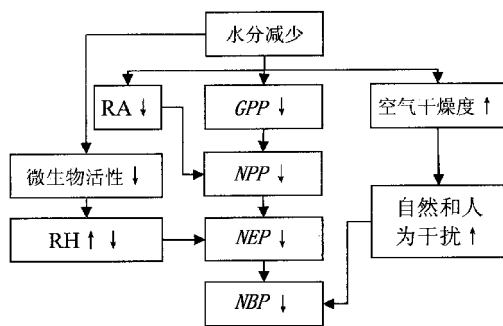 水分减少
RA ↓
GPP ↓
空气干燥度 ↑
微生物活性 ↓
NPP ↓
自然和人
为干扰 ↑
RH ↑ ↓
NEP ↓
NBP ↓